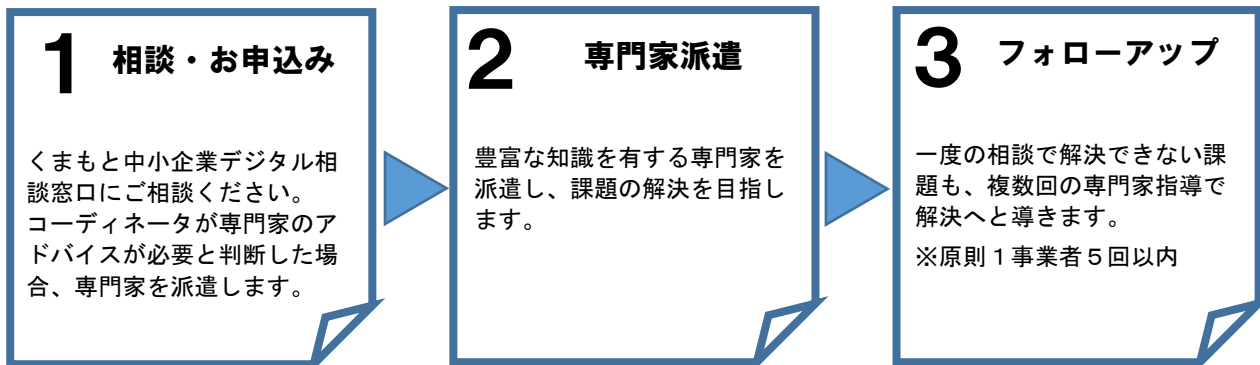 1 相談・お申込み
くまもと中小企業デジタル相
談窓口にご相談ください。
コーディネータが専門家のア
ドバイスが必要と判断した場
合、専門家を派遣します。
2 専門家派遣
豊富な知識を有する専門家を
派遣し、課題の解決を目指し
ます。
3 フォローアップ
一度の相談で解決できない課
題も、複数回の専門家指導で
解決へと導きます。
※原則１事業者５回以内